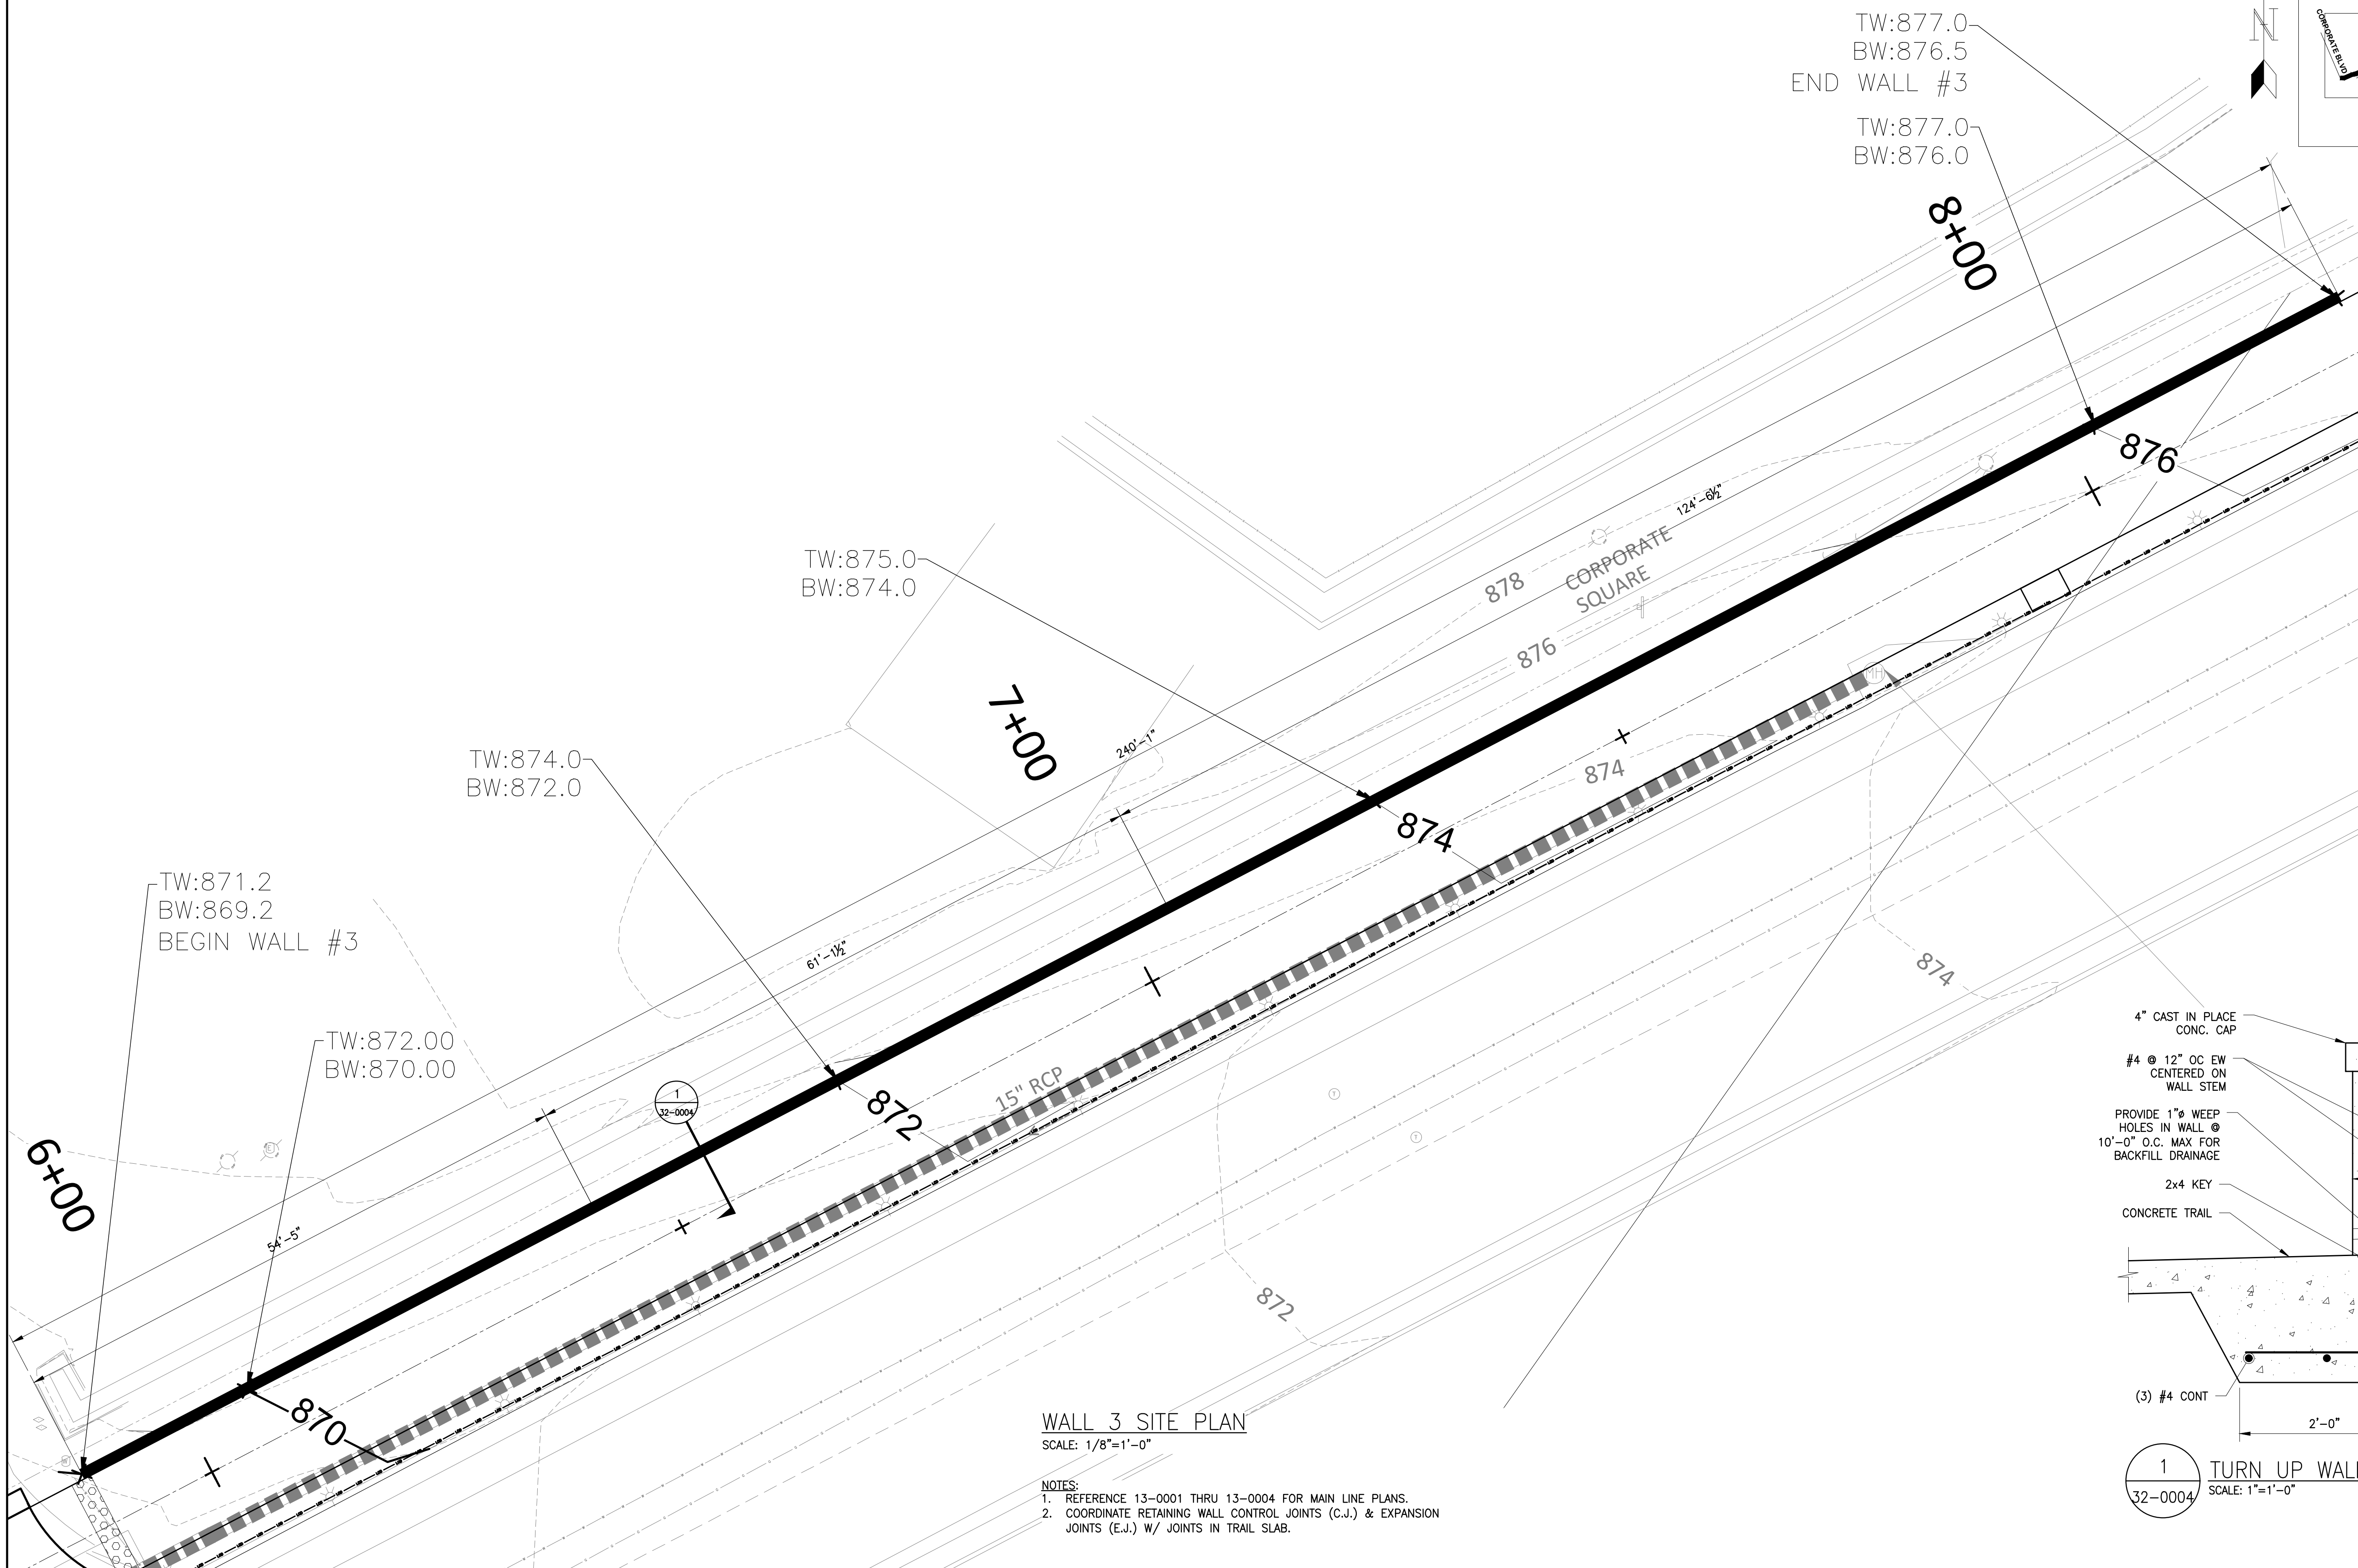 TW:877.0
BW:876.5
END WALL #3
TW:877.0
BW:876.0
N
CORPORATE BLVD
8+00
TW:875.0
BW:874.0
124'-6½"
878
CORPORATE
SQUARE
876
876
7+00
240'-1"
TW:874.0
BW:872.0
874
874
61'-1½"
TW:871.2
BW:869.2
BEGIN WALL #3
TW:872.00
BW:870.00
1
32-0004
15" RCP
872
MH
874
6+00
54'-5"
870
872
T
T
E
4" CAST IN PLACE
CONC. CAP
#4 @ 12" OC EW
CENTERED ON
WALL STEM
PROVIDE 1"ø WEEP
HOLES IN WALL @
10'-0" O.C. MAX FOR
BACKFILL DRAINAGE
2x4 KEY
CONCRETE TRAIL
(3) #4 CONT
2'-0"
1
32-0004
TURN UP WALL
SCALE: 1"=1'-0"
WALL 3 SITE PLAN
SCALE: 1/8"=1'-0"
NOTES:
1. REFERENCE 13-0001 THRU 13-0004 FOR MAIN LINE PLANS.
2. COORDINATE RETAINING WALL CONTROL JOINTS (C.J.) & EXPANSION
JOINTS (E.J.) W/ JOINTS IN TRAIL SLAB.